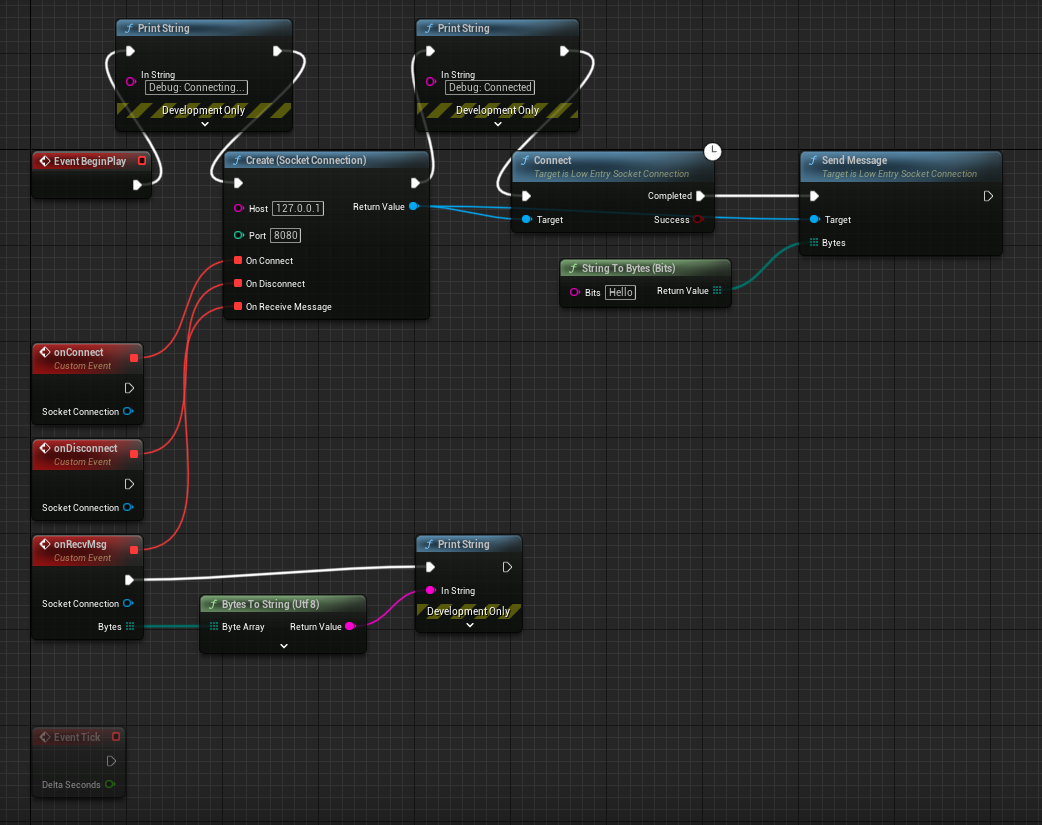 Print String
In String
Debug: Connecting...
Development Only
Print String
In String
Debug: Connected
Development Only
Event BeginPlay
Create (Socket Connection)
Host 127.0.0.1
Return Value
Port 8080
On Connect
On Disconnect
On Receive Message
Connect
Target is Low Entry Socket Connection
Completed
Target
Success
Send Message
Target is Low Entry Socket Connection
Target
Bytes
String To Bytes (Bits)
Bits Hello
Return Value
onConnect
Custom Event
Socket Connection
onDisconnect
Custom Event
Socket Connection
onRecvMsg
Custom Event
Socket Connection
Bytes
Bytes To String (Utf 8)
Byte Array
Return Value
Print String
In String
Development Only
Event Tick
Delta Seconds